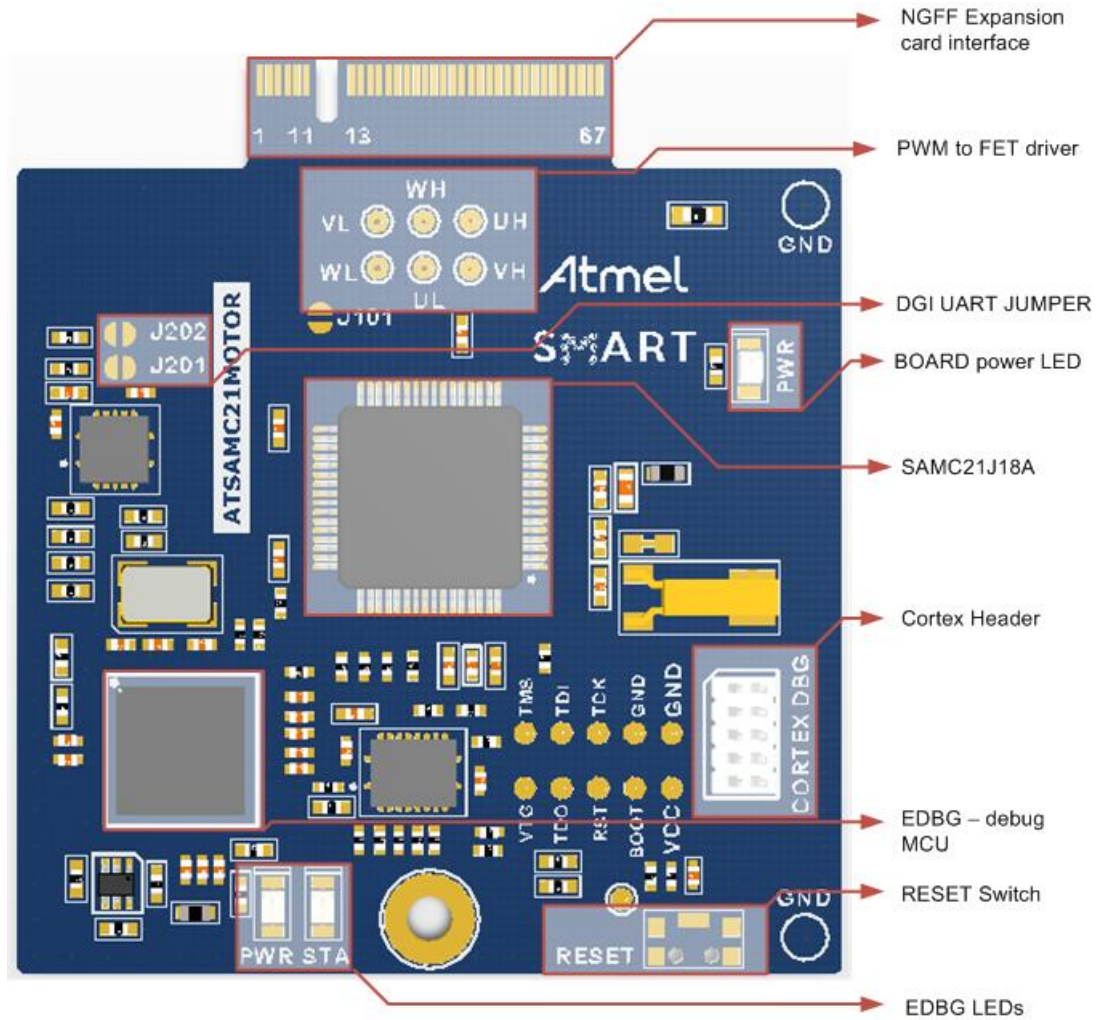 NGFF Expansion
card interface
1 11 13 67
PWM to FET driver
WH
VL UH
WL VH
UL
GND
Atmel
SMART
DGI UART JUMPER
J202
J201
J101
BOARD power LED
PWR
ATSAMC21MOTOR
SAMC21J18A
Cortex Header
TMS TDI TCK GND GND
VTG TDO RST BOOT VCC
CORTEX DBG
EDBG – debug
MCU
RESET Switch
GND
PWR STA
RESET
EDBG LEDs